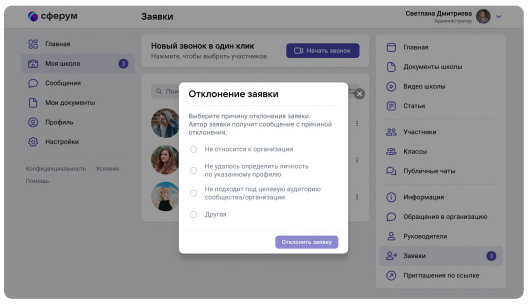 сферум
Заявки
Светлана Дмитриева
Администратор
Главная
Моя школа
3
Сообщения
Мои документы
Профиль
Настройки
Конфиденциальность Условия
Помощь
Новый звонок в один клик
Нажмите, чтобы выбрать участников
Начать звонок
Отклонение заявки
Выберите причину отклонения заявки.
Автор заявки получит сообщение с причиной
отклонения.
Не относится к организации
Не удалось определить личность
по указанному профилю
Не подходит под целевую аудиторию
сообщества/организации
Другая
Отклонить заявку
Главная
Документы школы
Видео школы
Статьи
Участники
Классы
Публичные чаты
Информация
Обращения в организацию
Руководители
Заявки
3
Приглашения по ссылке